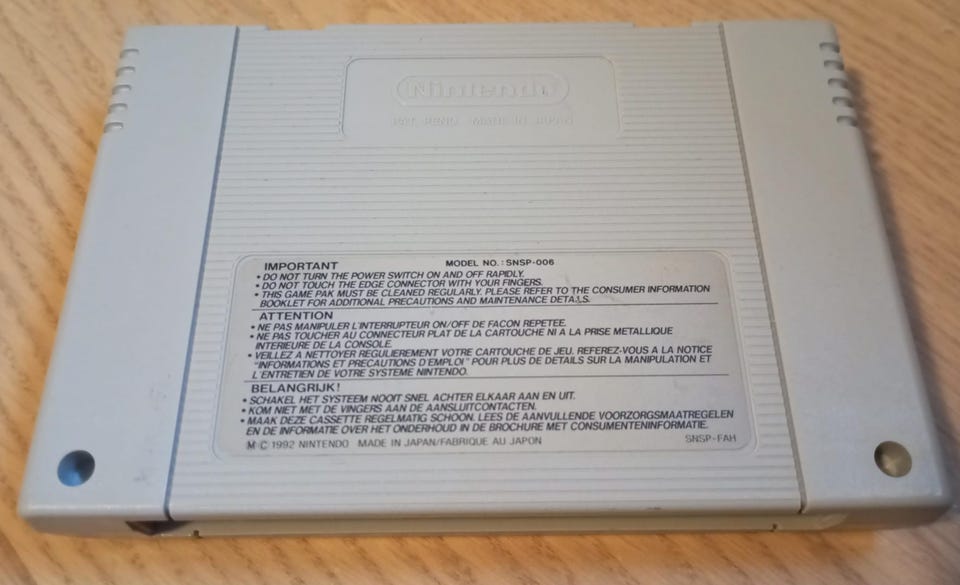 Nintendo
PAT. PEND. MADE IN JAPAN
IMPORTANT MODEL NO. : SNSP-006
• DO NOT TURN THE POWER SWITCH ON AND OFF RAPIDLY.
• DO NOT TOUCH THE EDGE CONNECTOR WITH YOUR FINGERS.
• THIS GAME PAK MUST BE CLEANED REGULARLY. PLEASE REFER TO THE CONSUMER INFORMATION
BOOKLET FOR ADDITIONAL PRECAUTIONS AND MAINTENANCE DETAILS.
ATTENTION
• NE PAS MANIPULER L'INTERRUPTEUR ON/OFF DE FACON REPETEE.
• NE PAS TOUCHER AU CONNECTEUR PLAT DE LA CARTOUCHE NI A LA PRISE METALLIQUE
INTERIEURE DE LA CONSOLE.
• VEILLEZ A NETTOYER REGULIEREMENT VOTRE CARTOUCHE DE JEU. REFEREZ-VOUS A LA NOTICE
"INFORMATIONS ET PRECAUTIONS D'EMPLOI" POUR PLUS DE DETAILS SUR LA MANIPULATION ET
L'ENTRETIEN DE VOTRE SYSTEME NINTENDO.
BELANGRIJK!
• SCHAKEL HET SYSTEEM NOOIT SNEL ACHTER ELKAAR AAN EN UIT.
• KOM NIET MET DE VINGERS AAN DE AANSLUITCONTACTEN.
• MAAK DEZE CASSETTE REGELMATIG SCHOON. LEES DE AANVULLENDE VOORZORGSMAATREGELEN
EN DE INFORMATIE OVER HET ONDERHOUD IN DE BROCHURE MET CONSUMENTENINFORMATIE.
M C 1992 NINTENDO MADE IN JAPAN/FABRIQUE AU JAPON SNSP-FAH